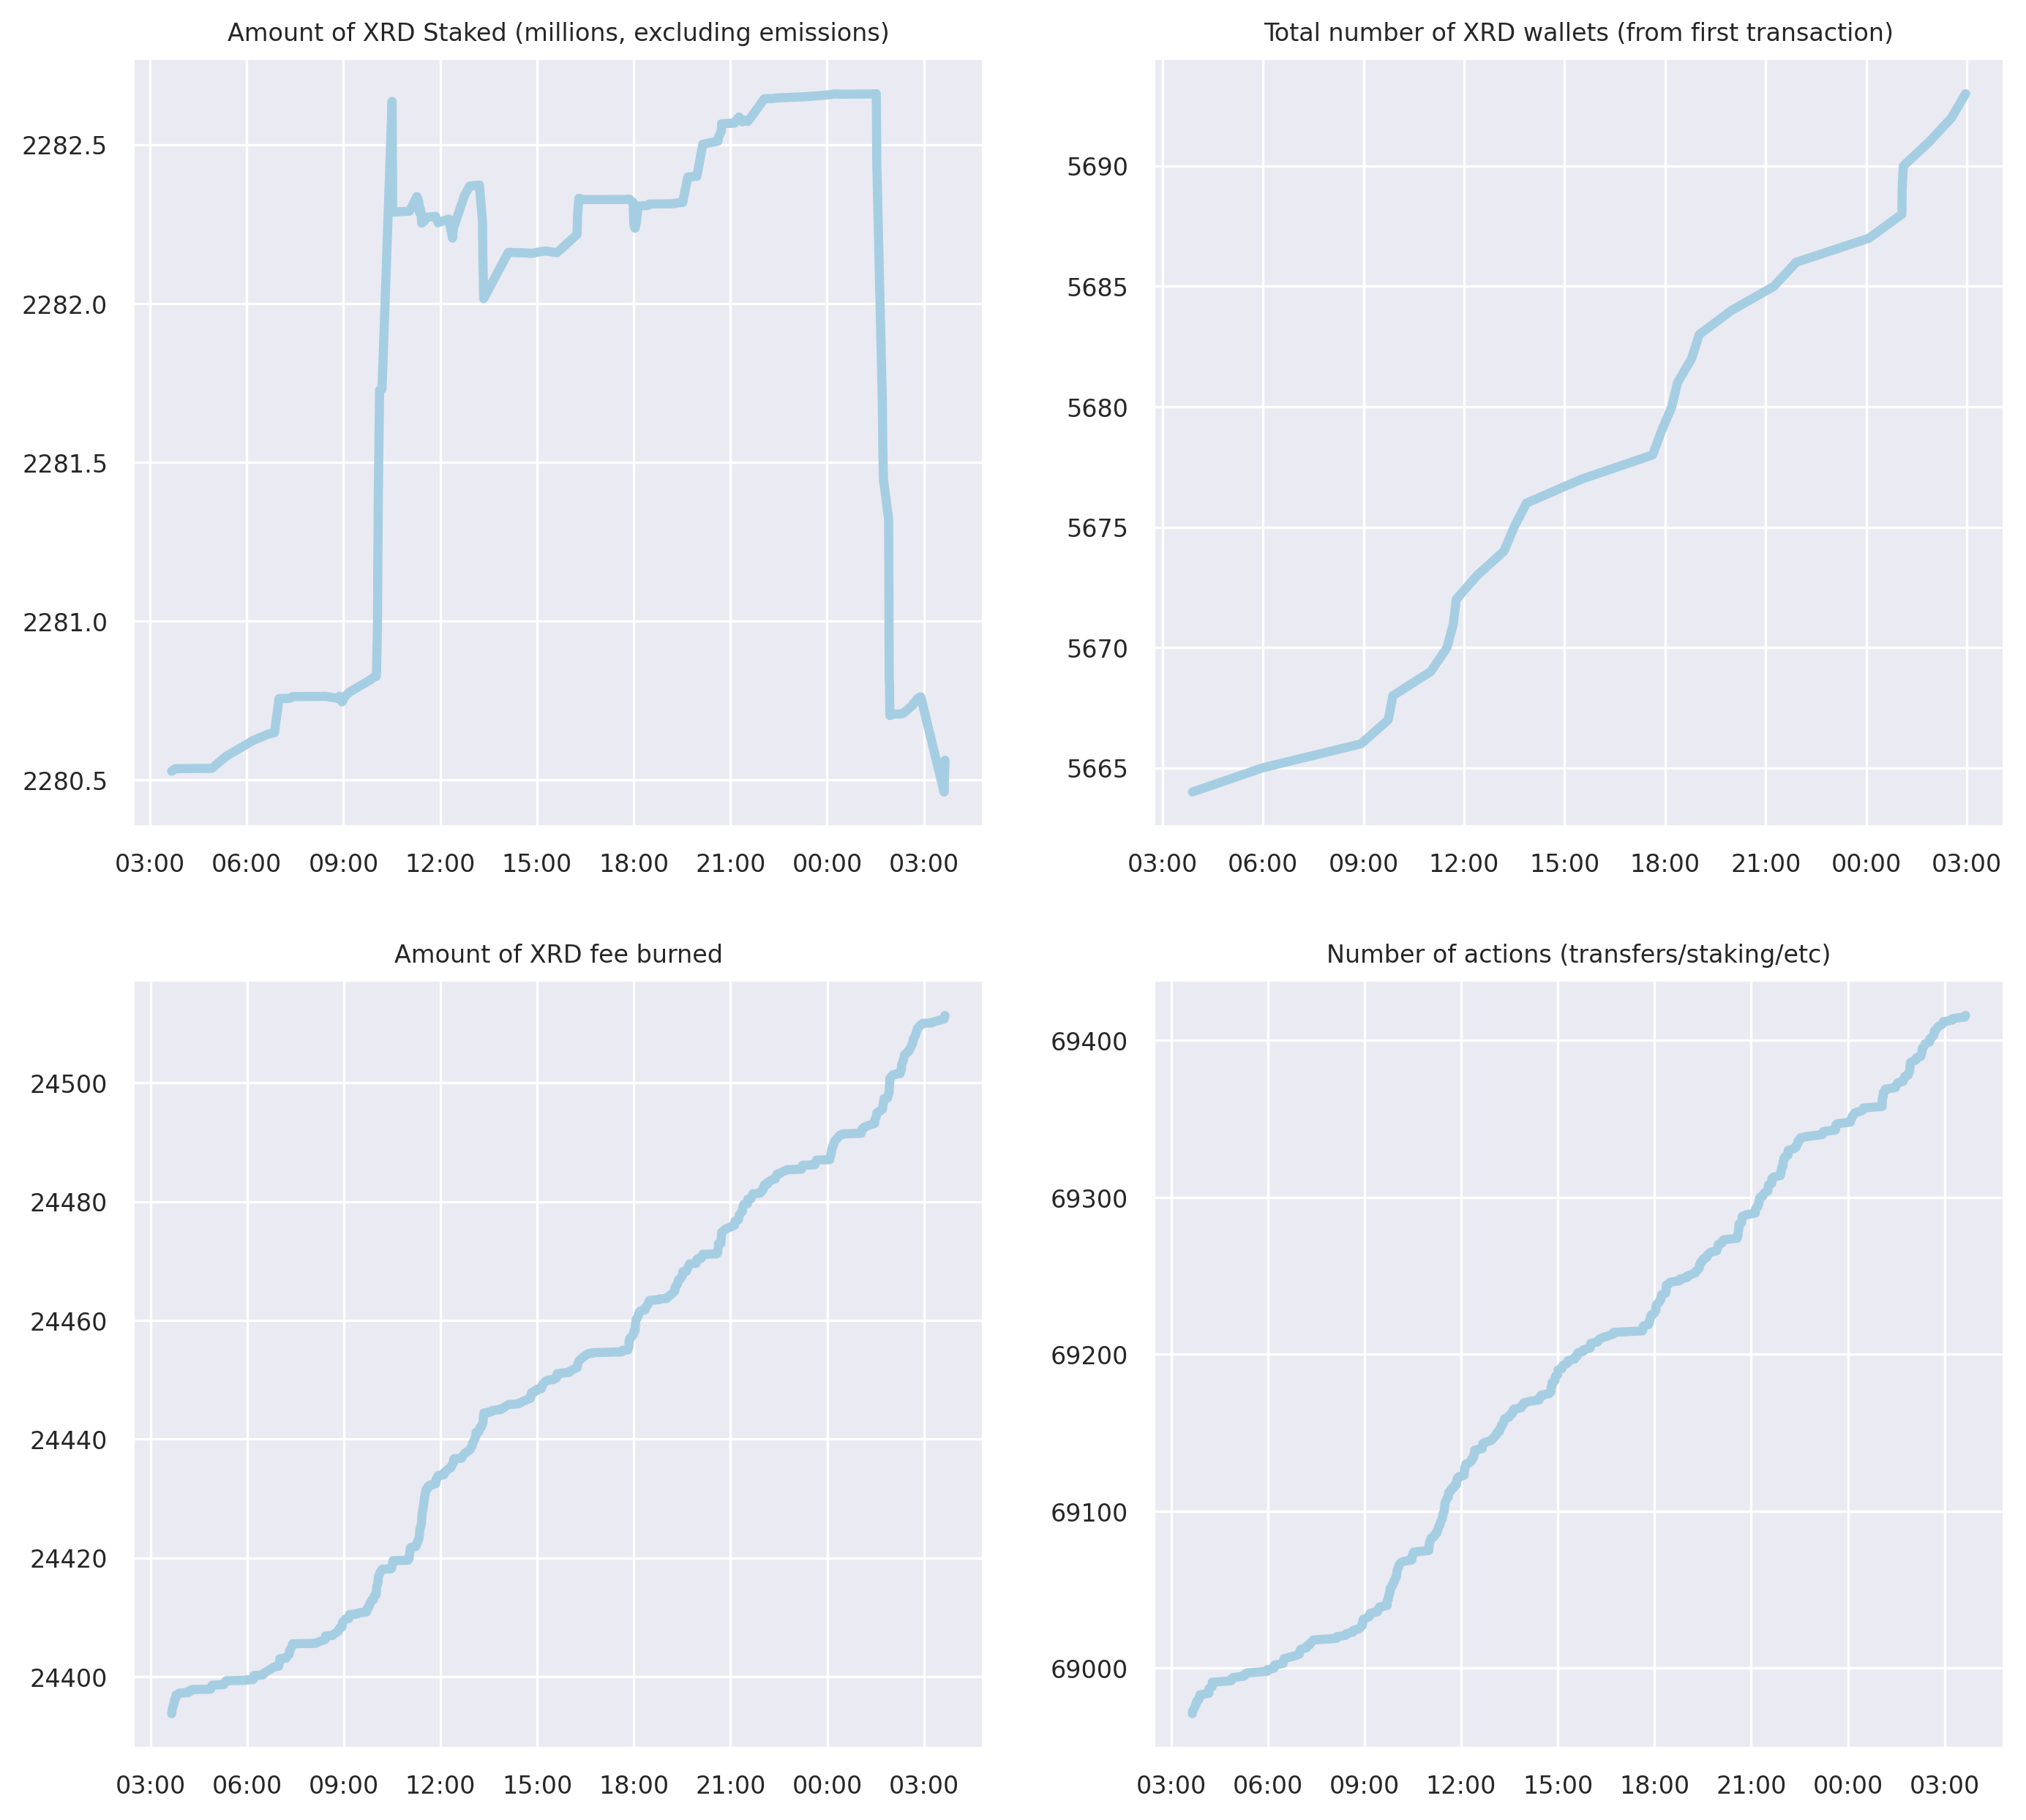 Amount of XRD Staked (millions, excluding emissions)
2282.5
2282.0
2281.5
2281.0
2280.5
03:00 06:00 09:00 12:00 15:00 18:00 21:00 00:00 03:00
Total number of XRD wallets (from first transaction)
5690
5685
5680
5675
5670
5665
03:00 06:00 09:00 12:00 15:00 18:00 21:00 00:00 03:00
Amount of XRD fee burned
24500
24480
24460
24440
24420
24400
03:00 06:00 09:00 12:00 15:00 18:00 21:00 00:00 03:00
Number of actions (transfers/staking/etc)
69400
69300
69200
69100
69000
03:00 06:00 09:00 12:00 15:00 18:00 21:00 00:00 03:00